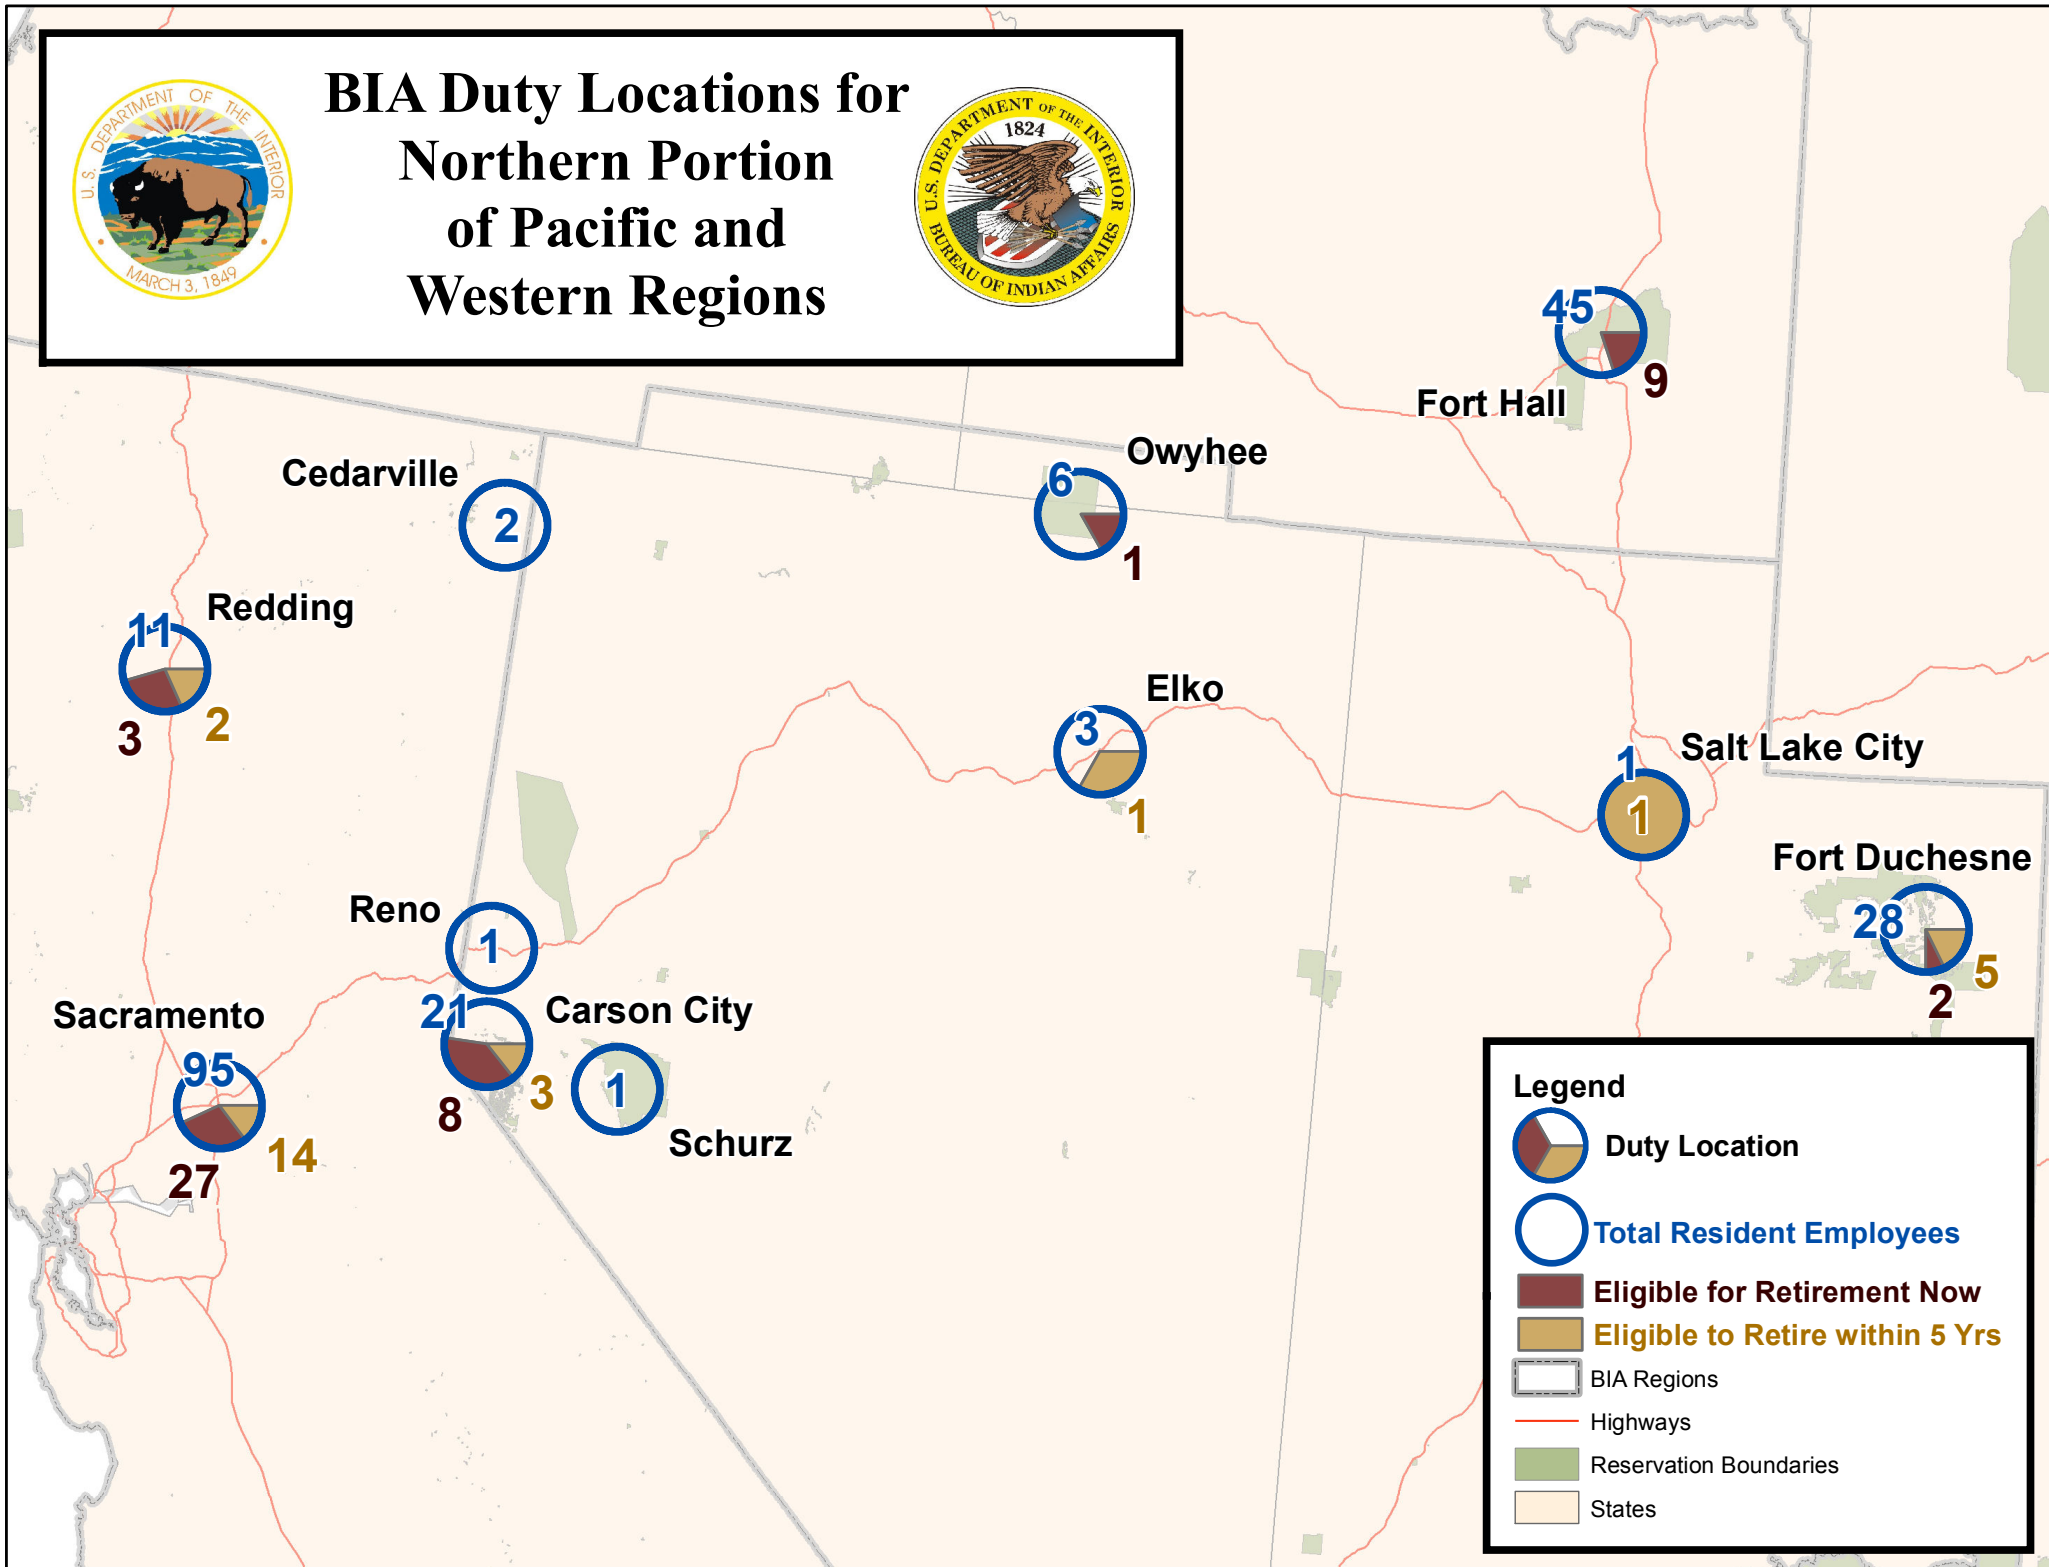 BIA Duty Locations for
Northern Portion
of Pacific and
Western Regions
U. S. DEPARTMENT OF THE INTERIOR
MARCH 3, 1849
U.S. DEPARTMENT OF THE INTERIOR
1824
BUREAU OF INDIAN AFFAIRS
45
9
Fort Hall
Owyhee
6
1
Cedarville
2
Redding
11
3
2
Elko
3
1
Salt Lake City
1
1
Fort Duchesne
28
5
2
Reno
1
Carson City
21
3
8
1
Schurz
Sacramento
95
14
27
Legend
Duty Location
Total Resident Employees
Eligible for Retirement Now
Eligible to Retire within 5 Yrs
BIA Regions
Highways
Reservation Boundaries
States